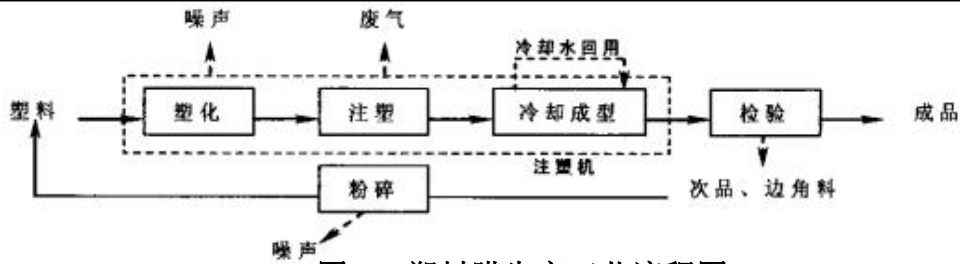 噪声
废气
冷却水回用
塑料
塑化
注塑
冷却成型
检验
成品
注塑机
粉碎
次品、边角料
噪声